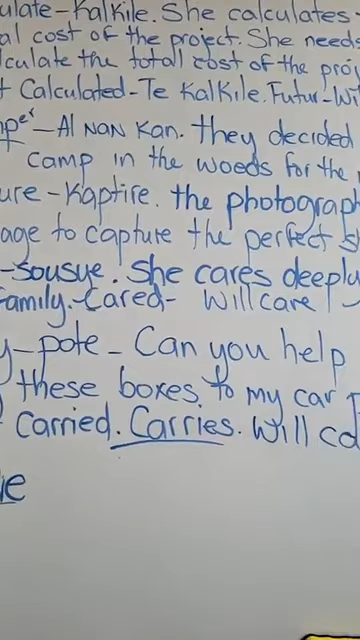 ulate-Kalkile. She calculates
al cost of the project. She needs
lculate the total cost of the proj
Calculated-Te Kalkile. Futur-Wi
Al NAN Kan. they decided
camp in the woods for the
ure-Kaptire. the photograph
age to capture the perfect s
-sousye. She cares deeply
Family.-Cared- Will care
y-pote- Can you help
these boxes to my car
Carried. Carries. Will ca